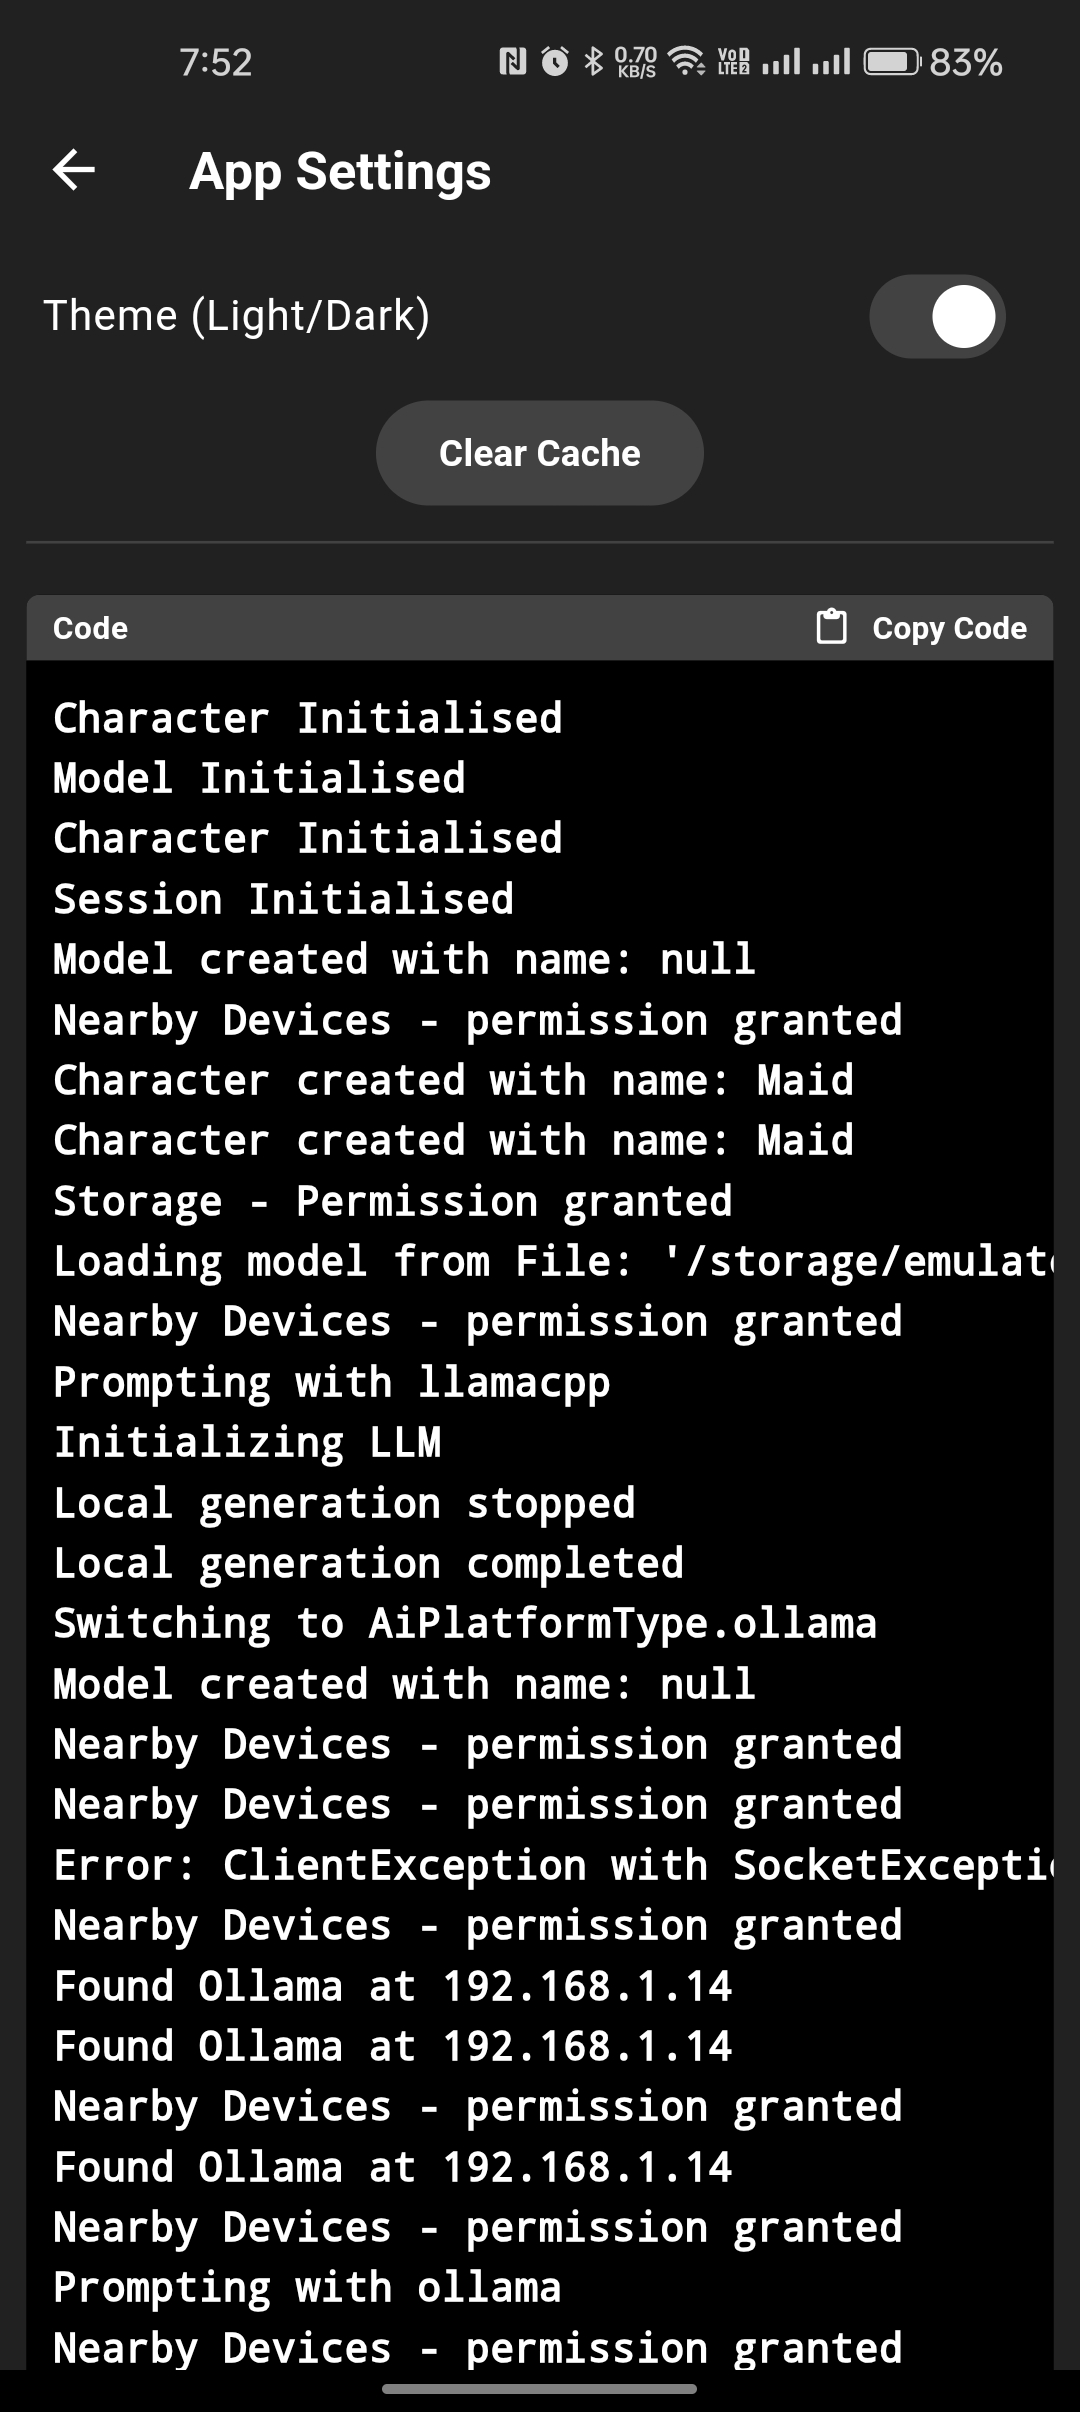 7:52 0.70 KB/S VoD LTE 2 83%
App Settings
Theme (Light/Dark)
Clear Cache
Code Copy Code
Character Initialised
Model Initialised
Character Initialised
Session Initialised
Model created with name: null
Nearby Devices - permission granted
Character created with name: Maid
Character created with name: Maid
Storage - Permission granted
Loading model from File: '/storage/emulate
Nearby Devices - permission granted
Prompting with llamacpp
Initializing LLM
Local generation stopped
Local generation completed
Switching to AiPlatformType.ollama
Model created with name: null
Nearby Devices - permission granted
Nearby Devices - permission granted
Error: ClientException with SocketExceptio
Nearby Devices - permission granted
Found Ollama at 192.168.1.14
Found Ollama at 192.168.1.14
Nearby Devices - permission granted
Found Ollama at 192.168.1.14
Nearby Devices - permission granted
Prompting with ollama
Nearby Devices - permission granted